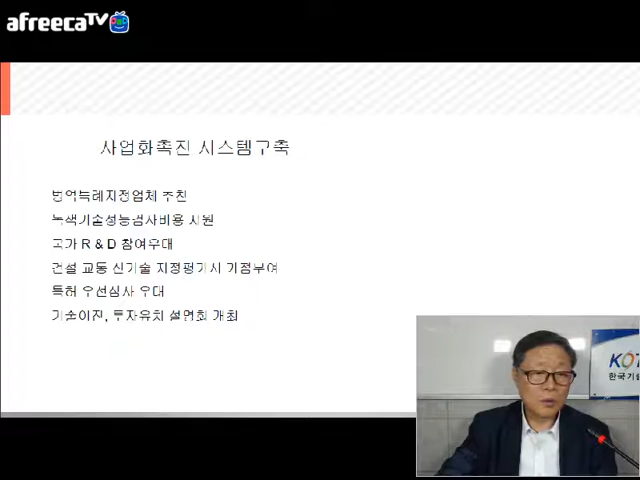 afreecaTV
사업화촉진 시스템구축
병역특례지정업체 추천
녹색기술성능검사비용 지원
국가 R & D 참여우대
건설 교통 신기술 지정평가시 가점부여
특허 우선심사 우대
기술이전, 투자유치 설명회 개최
한국기술